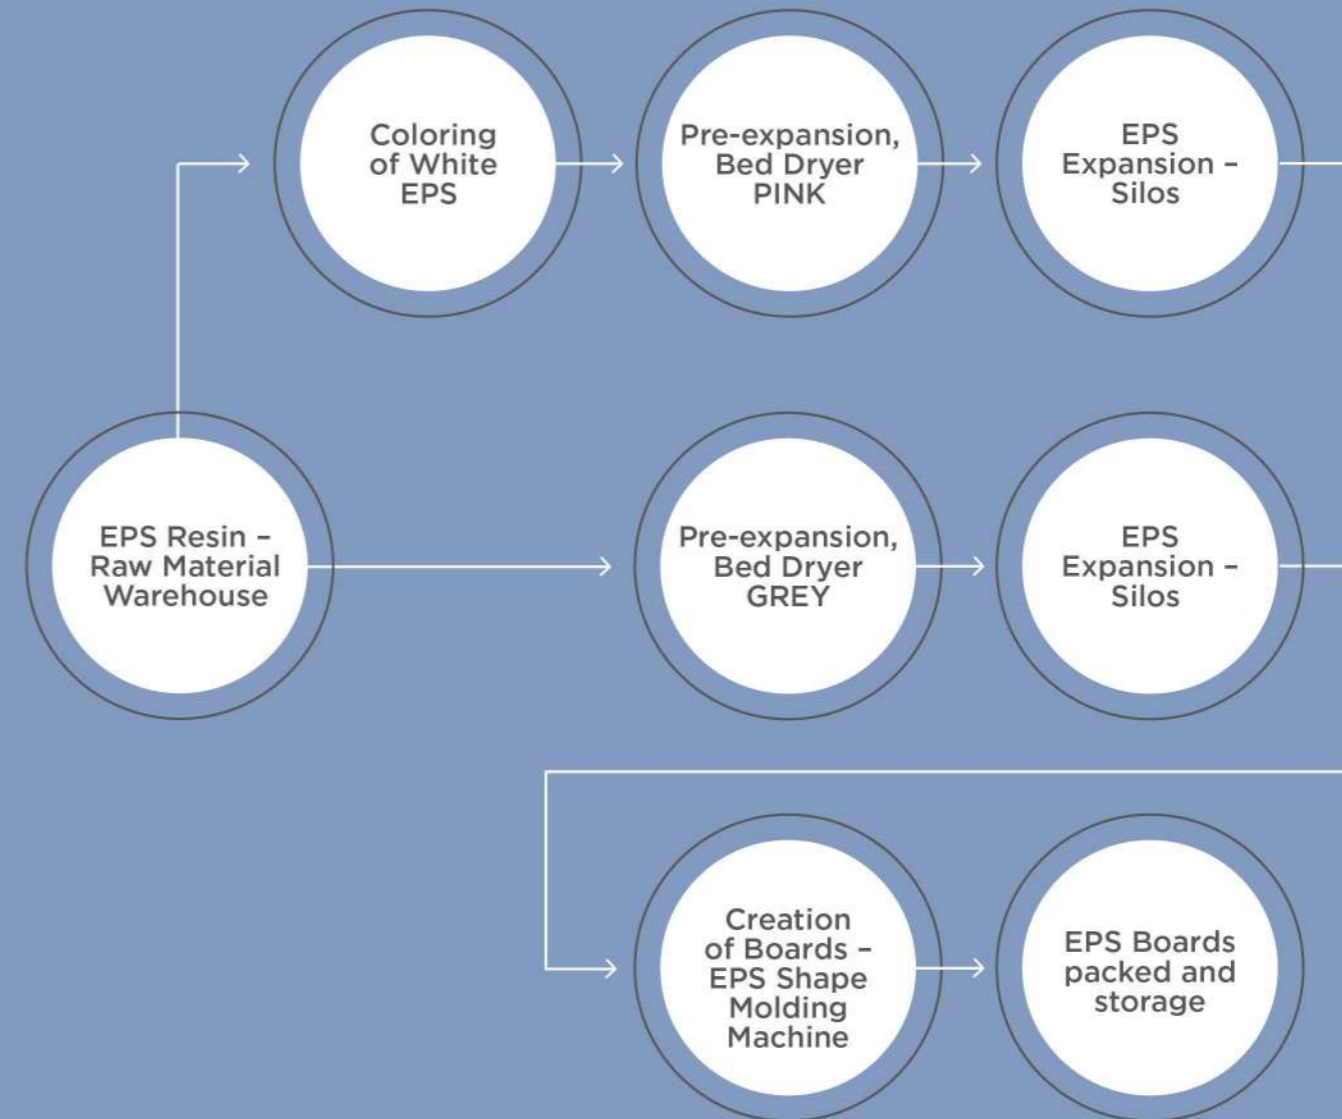 Coloring
of White
EPS
Pre-expansion,
Bed Dryer
PINK
EPS
Expansion –
Silos
EPS Resin –
Raw Material
Warehouse
Pre-expansion,
Bed Dryer
GREY
EPS
Expansion –
Silos
Creation
of Boards –
EPS Shape
Molding
Machine
EPS Boards
packed and
storage